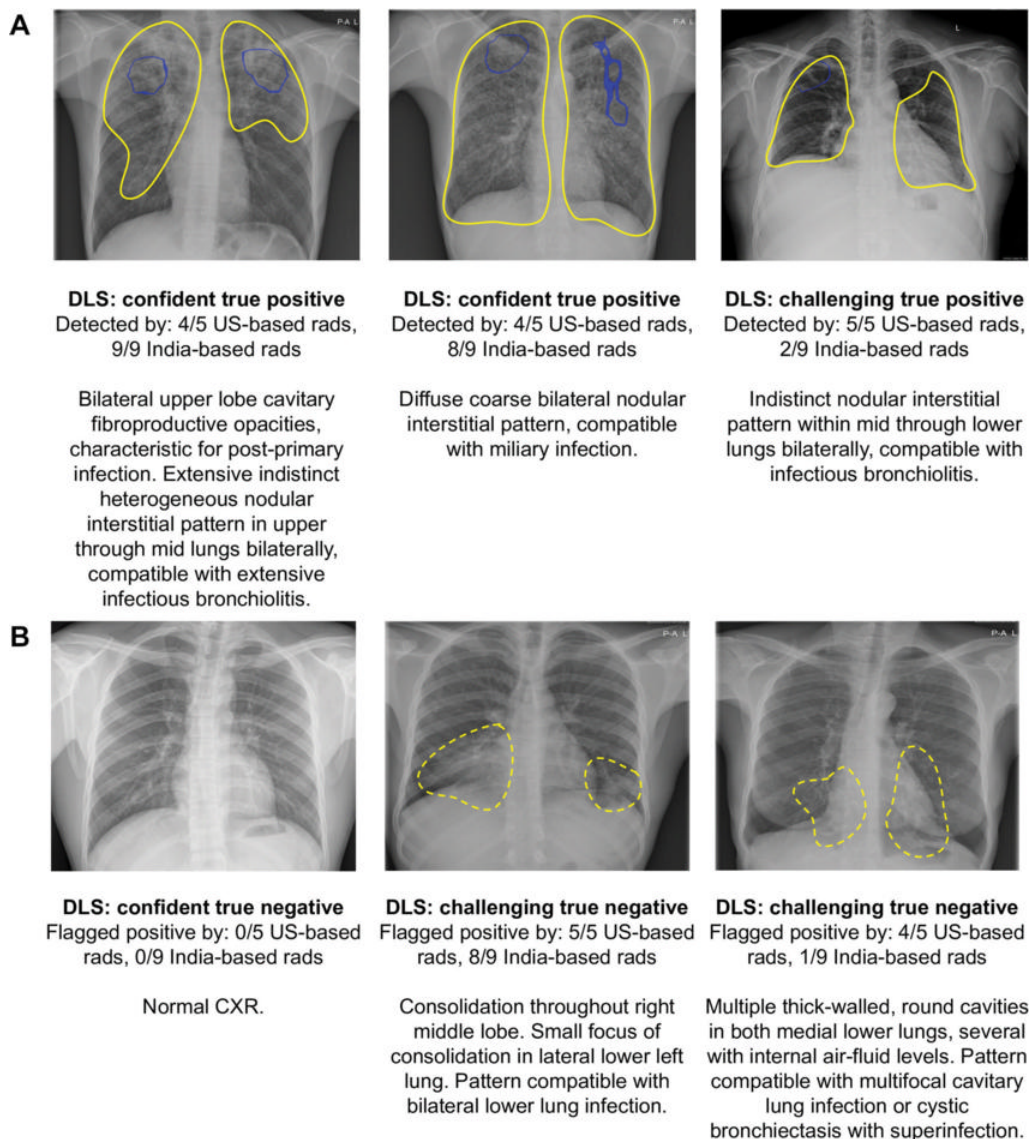 A
P-A L
P-A L
L
DLS: confident true positive
Detected by: 4/5 US-based rads,
9/9 India-based rads
Bilateral upper lobe cavitary
fibroproductive opacities,
characteristic for post-primary
infection. Extensive indistinct
heterogeneous nodular
interstitial pattern in upper
through mid lungs bilaterally,
compatible with extensive
infectious bronchiolitis.
DLS: confident true positive
Detected by: 4/5 US-based rads,
8/9 India-based rads
Diffuse coarse bilateral nodular
interstitial pattern, compatible
with miliary infection.
DLS: challenging true positive
Detected by: 5/5 US-based rads,
2/9 India-based rads
Indistinct nodular interstitial
pattern within mid through lower
lungs bilaterally, compatible with
infectious bronchiolitis.
B
P-A L
P-A L
DLS: confident true negative
Flagged positive by: 0/5 US-based
rads, 0/9 India-based rads
Normal CXR.
DLS: challenging true negative
Flagged positive by: 5/5 US-based
rads, 8/9 India-based rads
Consolidation throughout right
middle lobe. Small focus of
consolidation in lateral lower left
lung. Pattern compatible with
bilateral lower lung infection.
DLS: challenging true negative
Flagged positive by: 4/5 US-based
rads, 1/9 India-based rads
Multiple thick-walled, round cavities
in both medial lower lungs, several
with internal air-fluid levels. Pattern
compatible with multifocal cavitary
lung infection or cystic
bronchiectasis with superinfection.